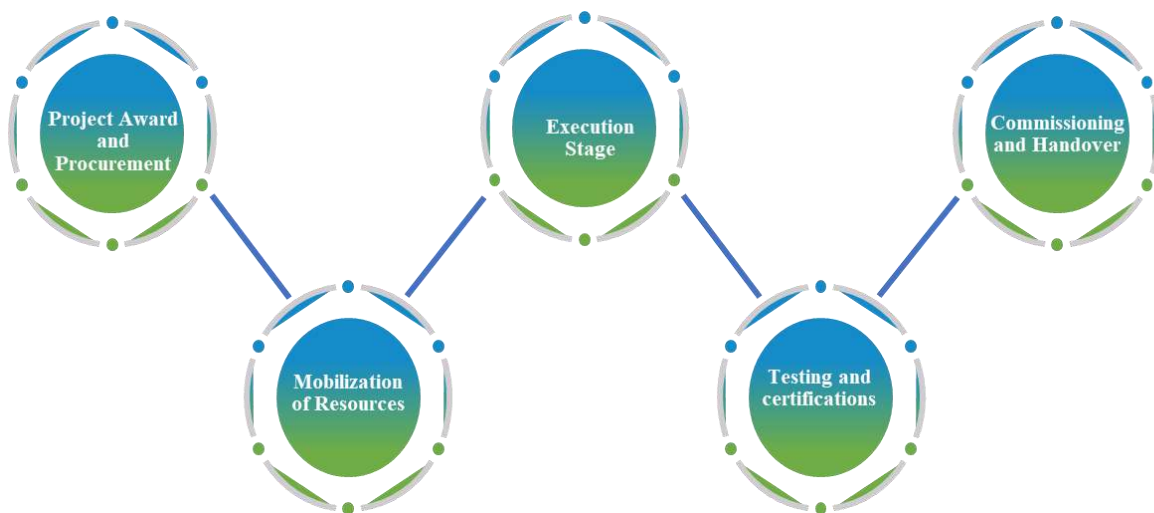 Project Award
and
Procurement
Mobilization
of Resources
Execution
Stage
Testing and
certifications
Commissioning
and Handover